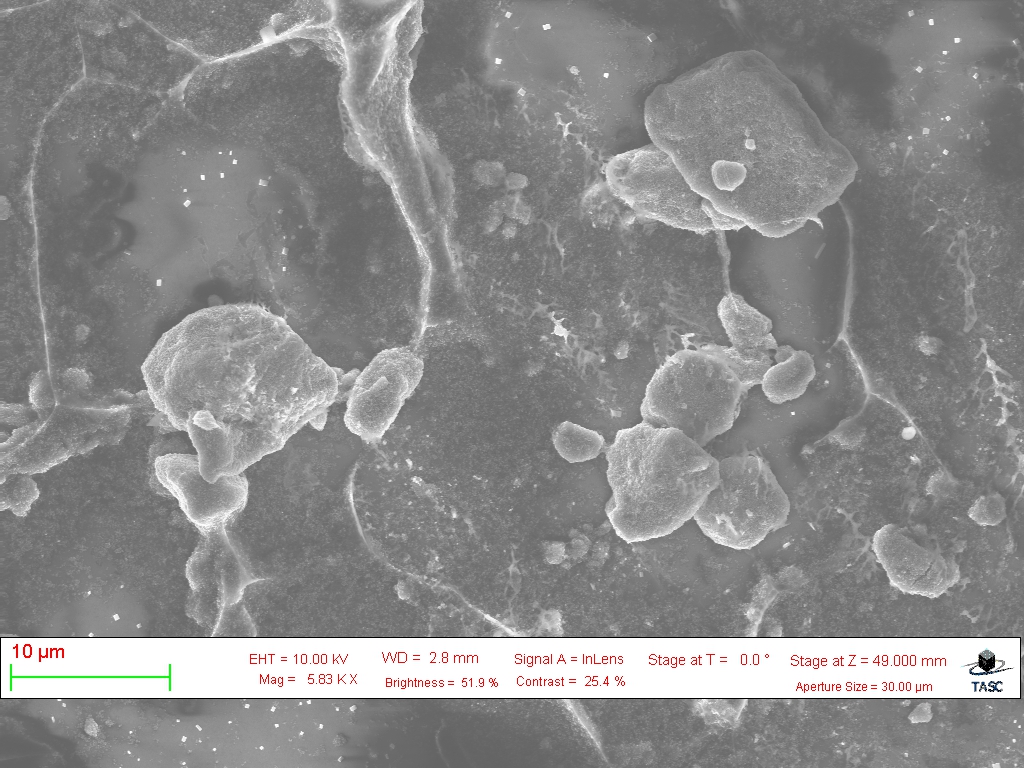 10 µm
EHT = 10.00 kV WD = 2.8 mm Signal A = InLens Stage at T = 0.0 ° Stage at Z = 49.000 mm
Mag = 5.83 K X Brightness = 51.9 % Contrast = 25.4 % Aperture Size = 30.00 µm
TASC